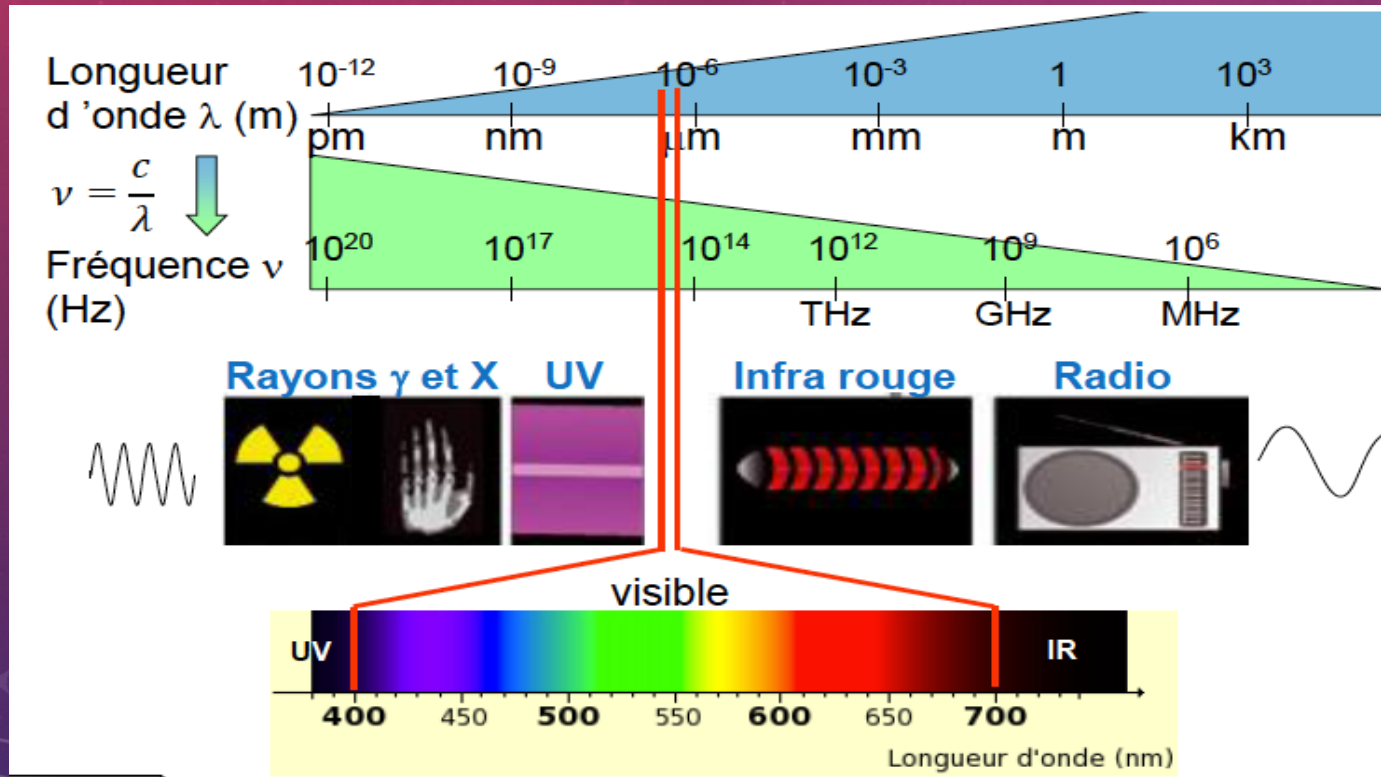 Longueur
d 'onde λ (m)
10⁻¹² 10⁻⁹ 10⁻⁶ 10⁻³ 1 10³
pm nm μm mm m km
ν = c/λ
Fréquence ν
(Hz)
10²⁰ 10¹⁷ 10¹⁴ 10¹² 10⁹ 10⁶
THz GHz MHz
Rayons γ et X UV Infra rouge Radio
visible
UV IR
400 450 500 550 600 650 700
Longueur d'onde (nm)